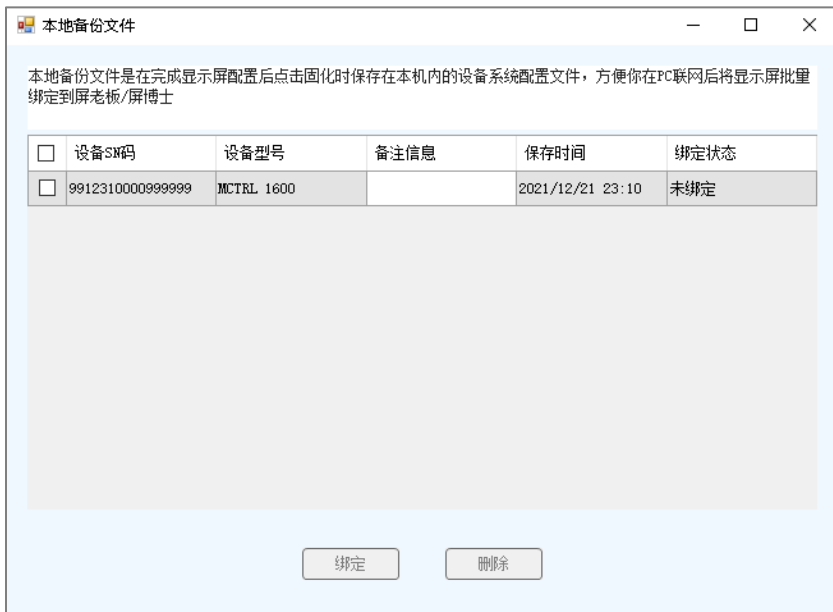 本地备份文件
本地备份文件是在完成显示屏配置后点击固化时保存在本机内的设备系统配置文件，方便你在PC联网后将显示屏批量
绑定到屏老板/屏博士
设备SN码 设备型号 备注信息 保存时间 绑定状态
9912310000999999 MCTRL 1600 2021/12/21 23:10 未绑定
绑定 删除